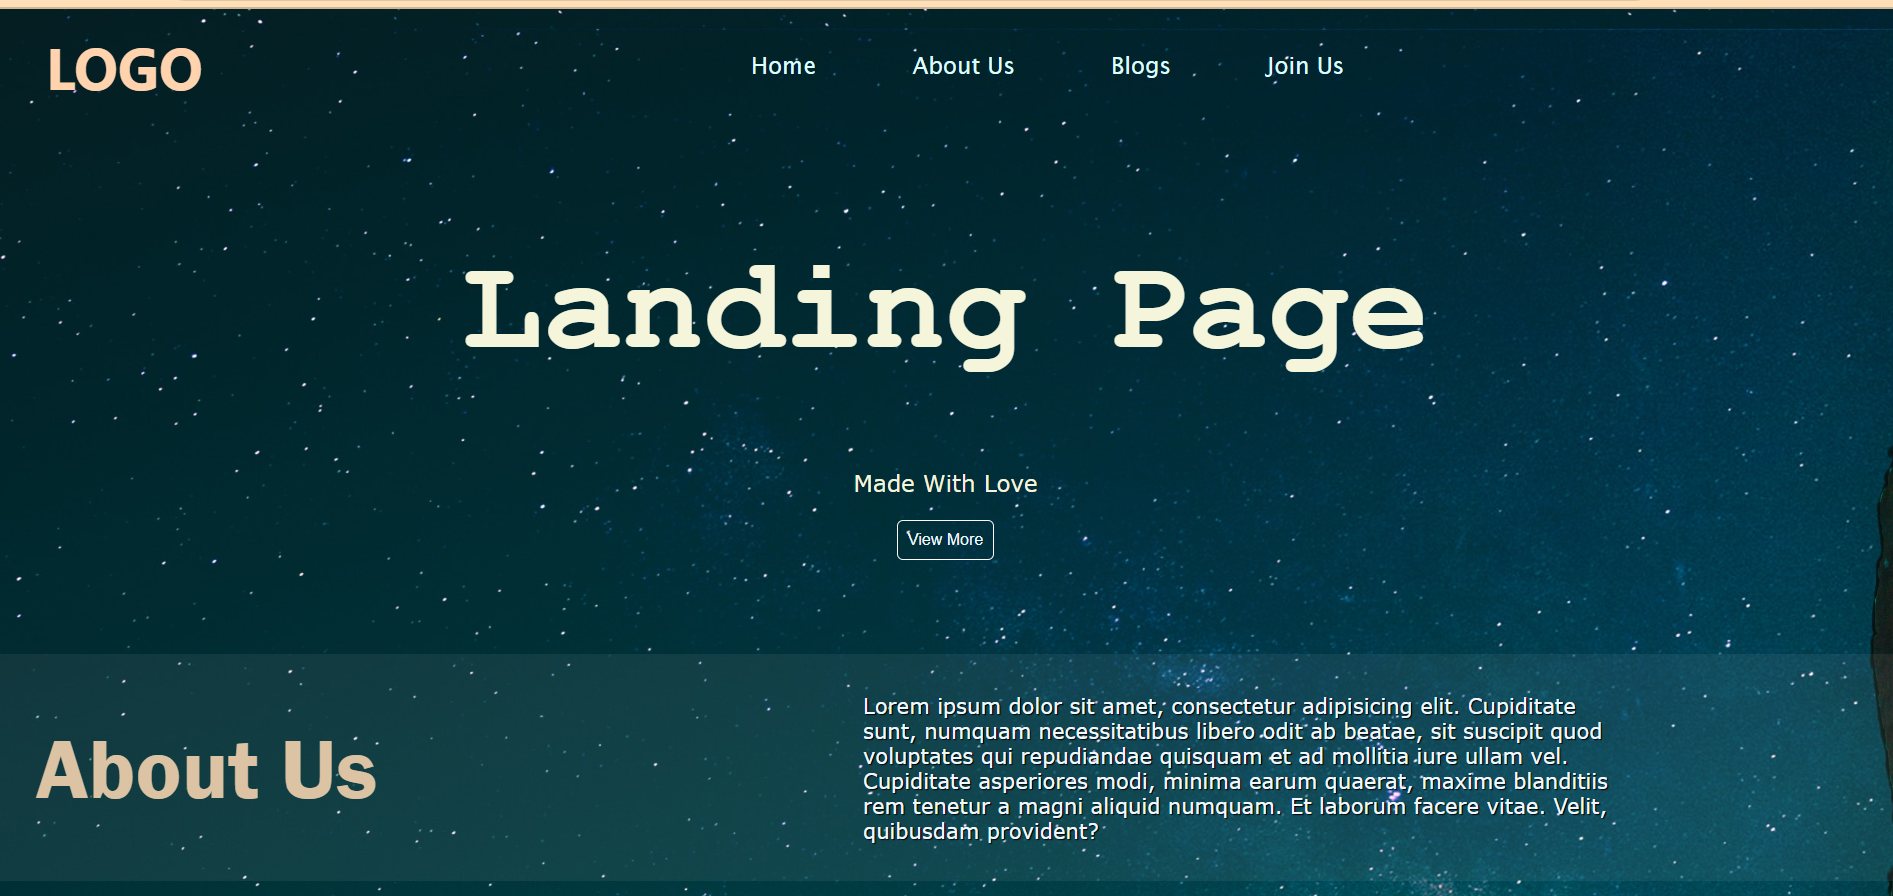 LOGO
Home About Us Blogs Join Us
Landing Page
Made With Love
View More
About Us
Lorem ipsum dolor sit amet, consectetur adipisicing elit. Cupiditate
sunt, numquam necessitatibus libero odit ab beatae, sit suscipit quod
voluptates qui repudiandae quisquam et ad mollitia iure ullam vel.
Cupiditate asperiores modi, minima earum quaerat, maxime blanditiis
rem tenetur a magni aliquid numquam. Et laborum facere vitae. Velit,
quibusdam provident?